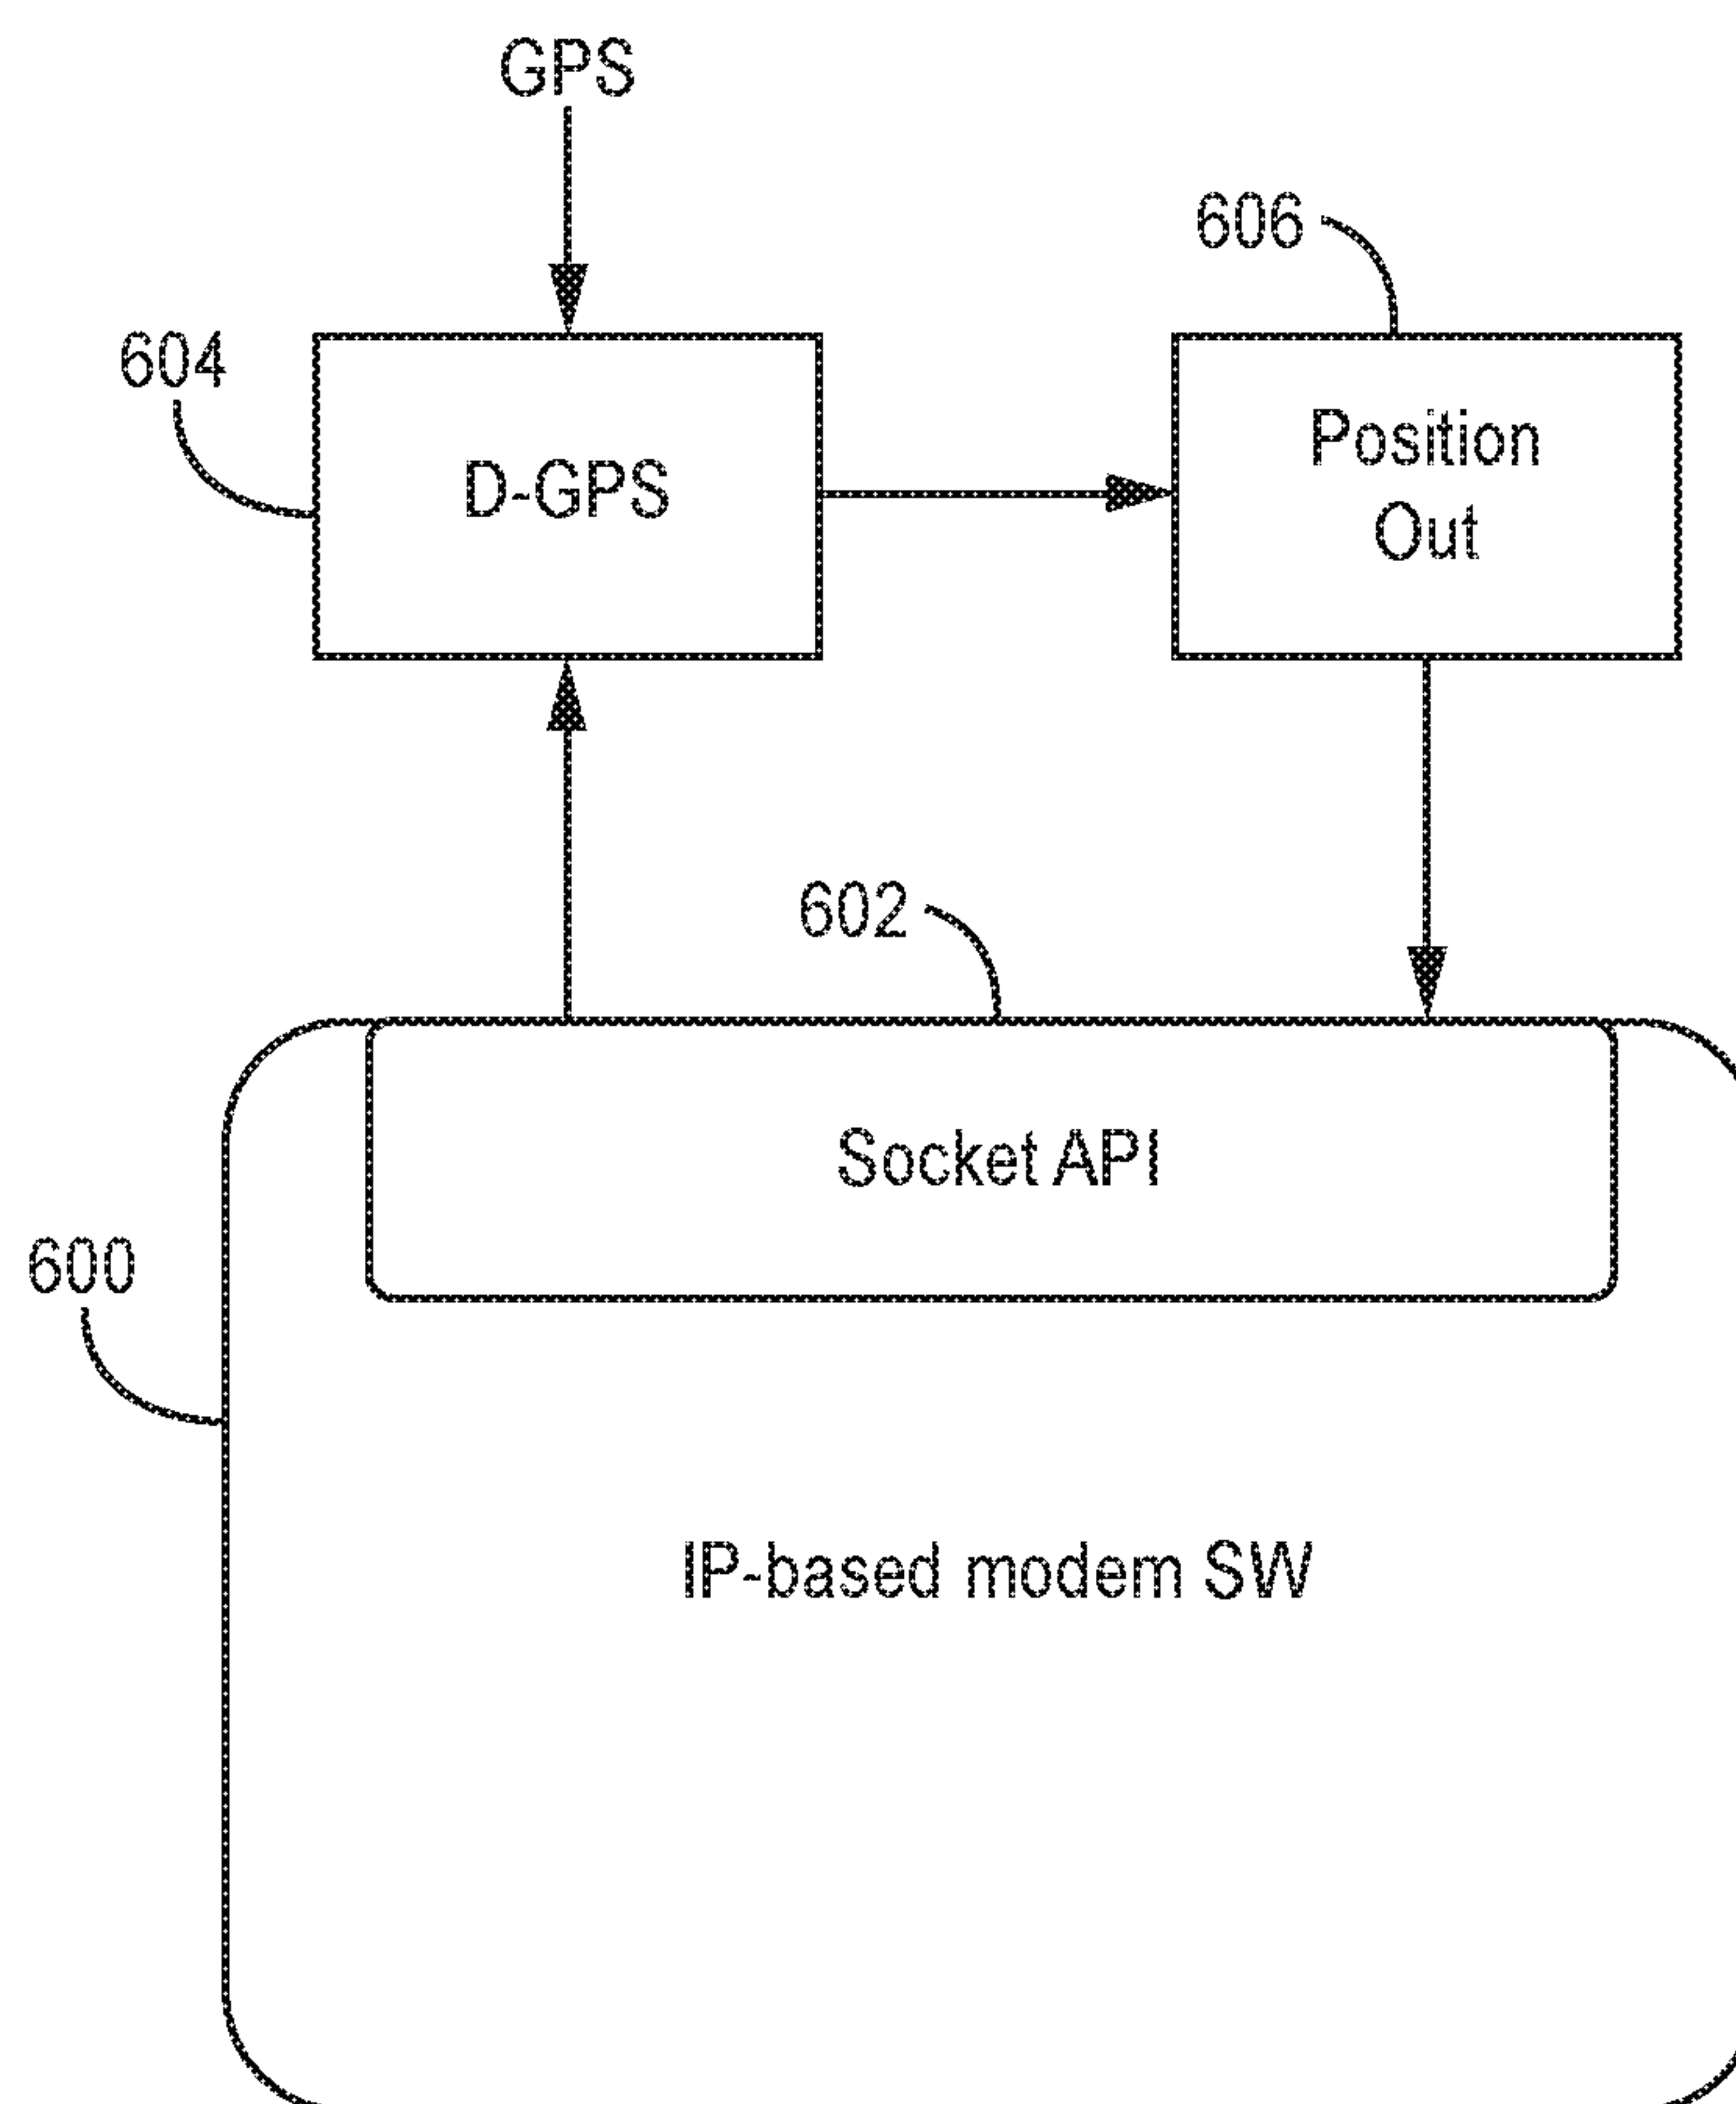 GPS
606
604
D-GPS
Position
Out
602
Socket API
600
IP-based modem SW